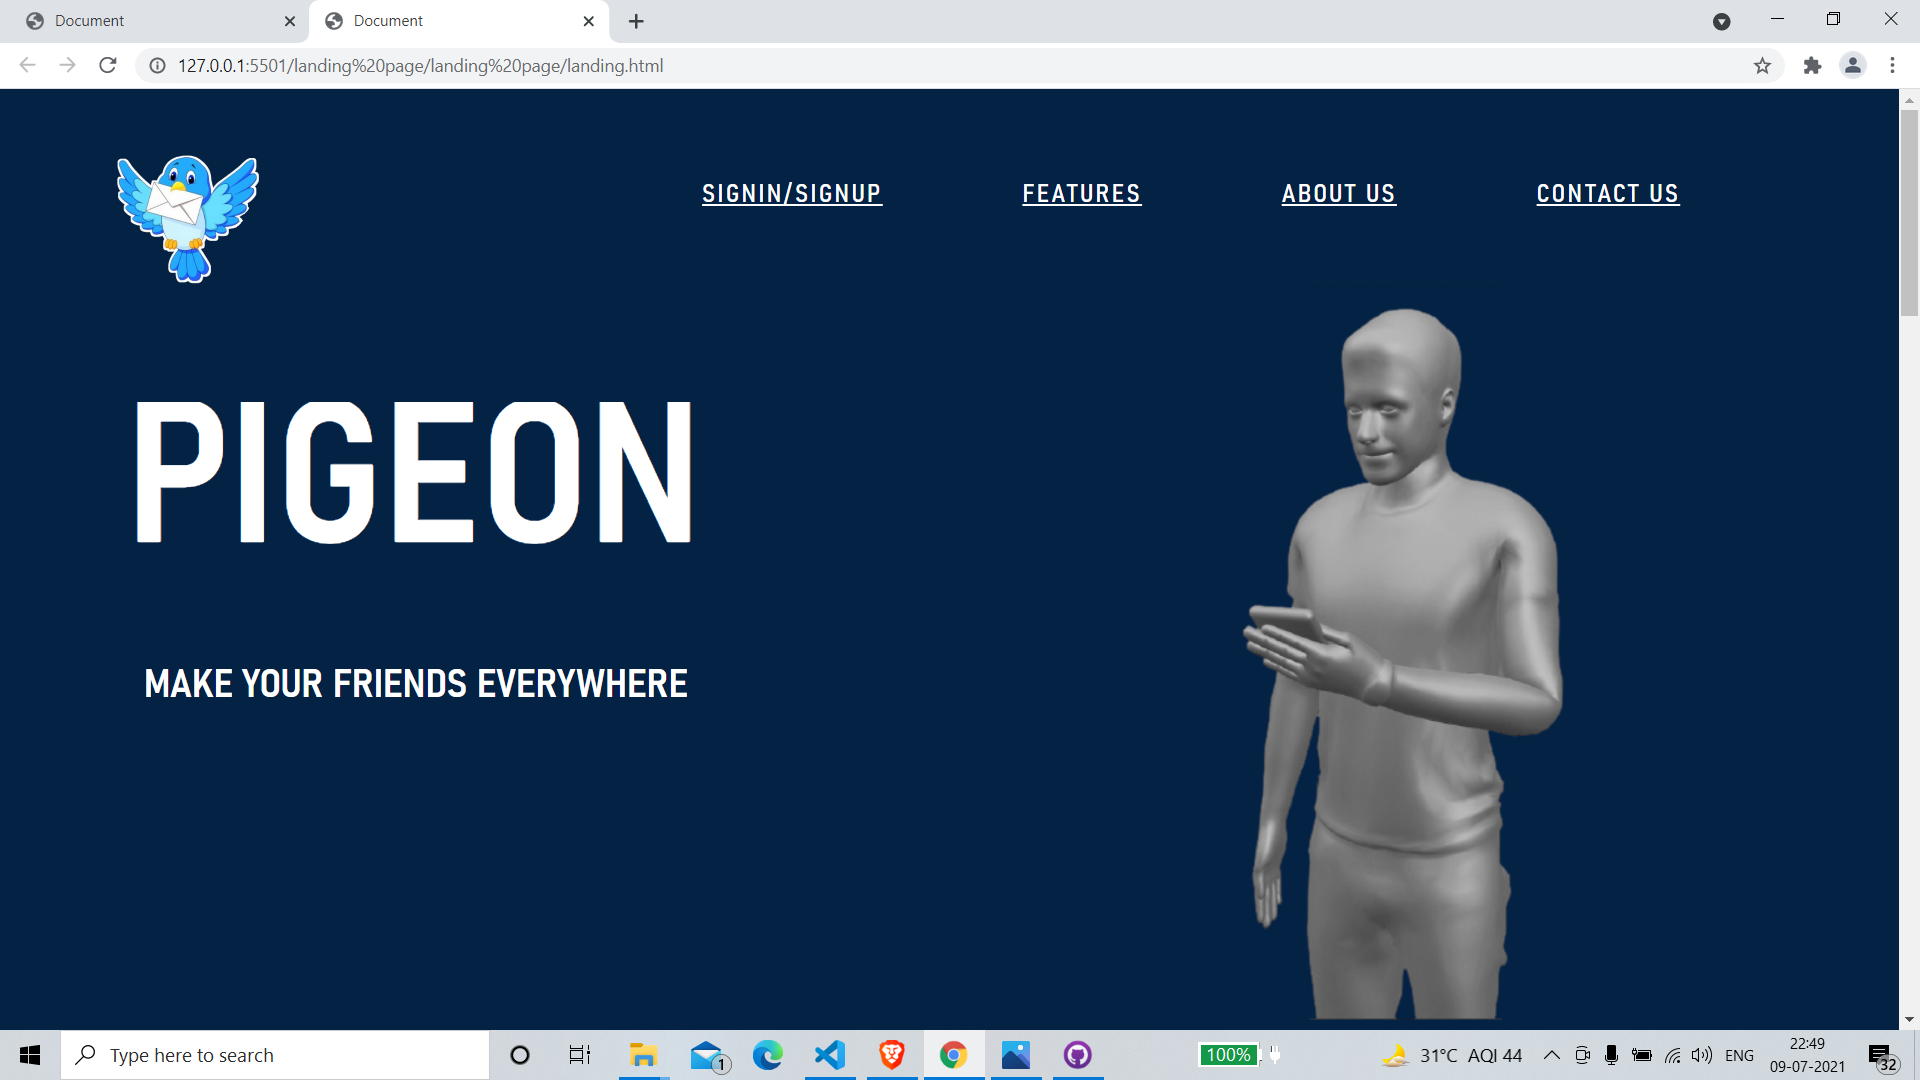 Document
Document
127.0.0.1:5501/landing%20page/landing%20page/landing.html
SIGNIN/SIGNUP FEATURES ABOUT US CONTACT US
PIGEON
MAKE YOUR FRIENDS EVERYWHERE
Type here to search
1
100%
31°C AQI 44
ENG
22:49
09-07-2021
32